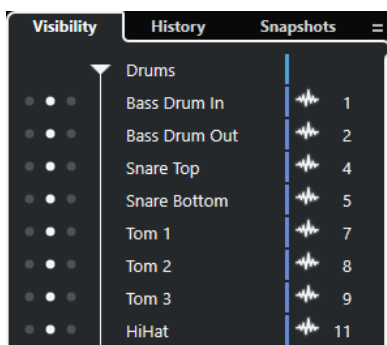 Visibility History Snapshots
Drums
Bass Drum In 1
Bass Drum Out 2
Snare Top 4
Snare Bottom 5
Tom 1 7
Tom 2 8
Tom 3 9
HiHat 11